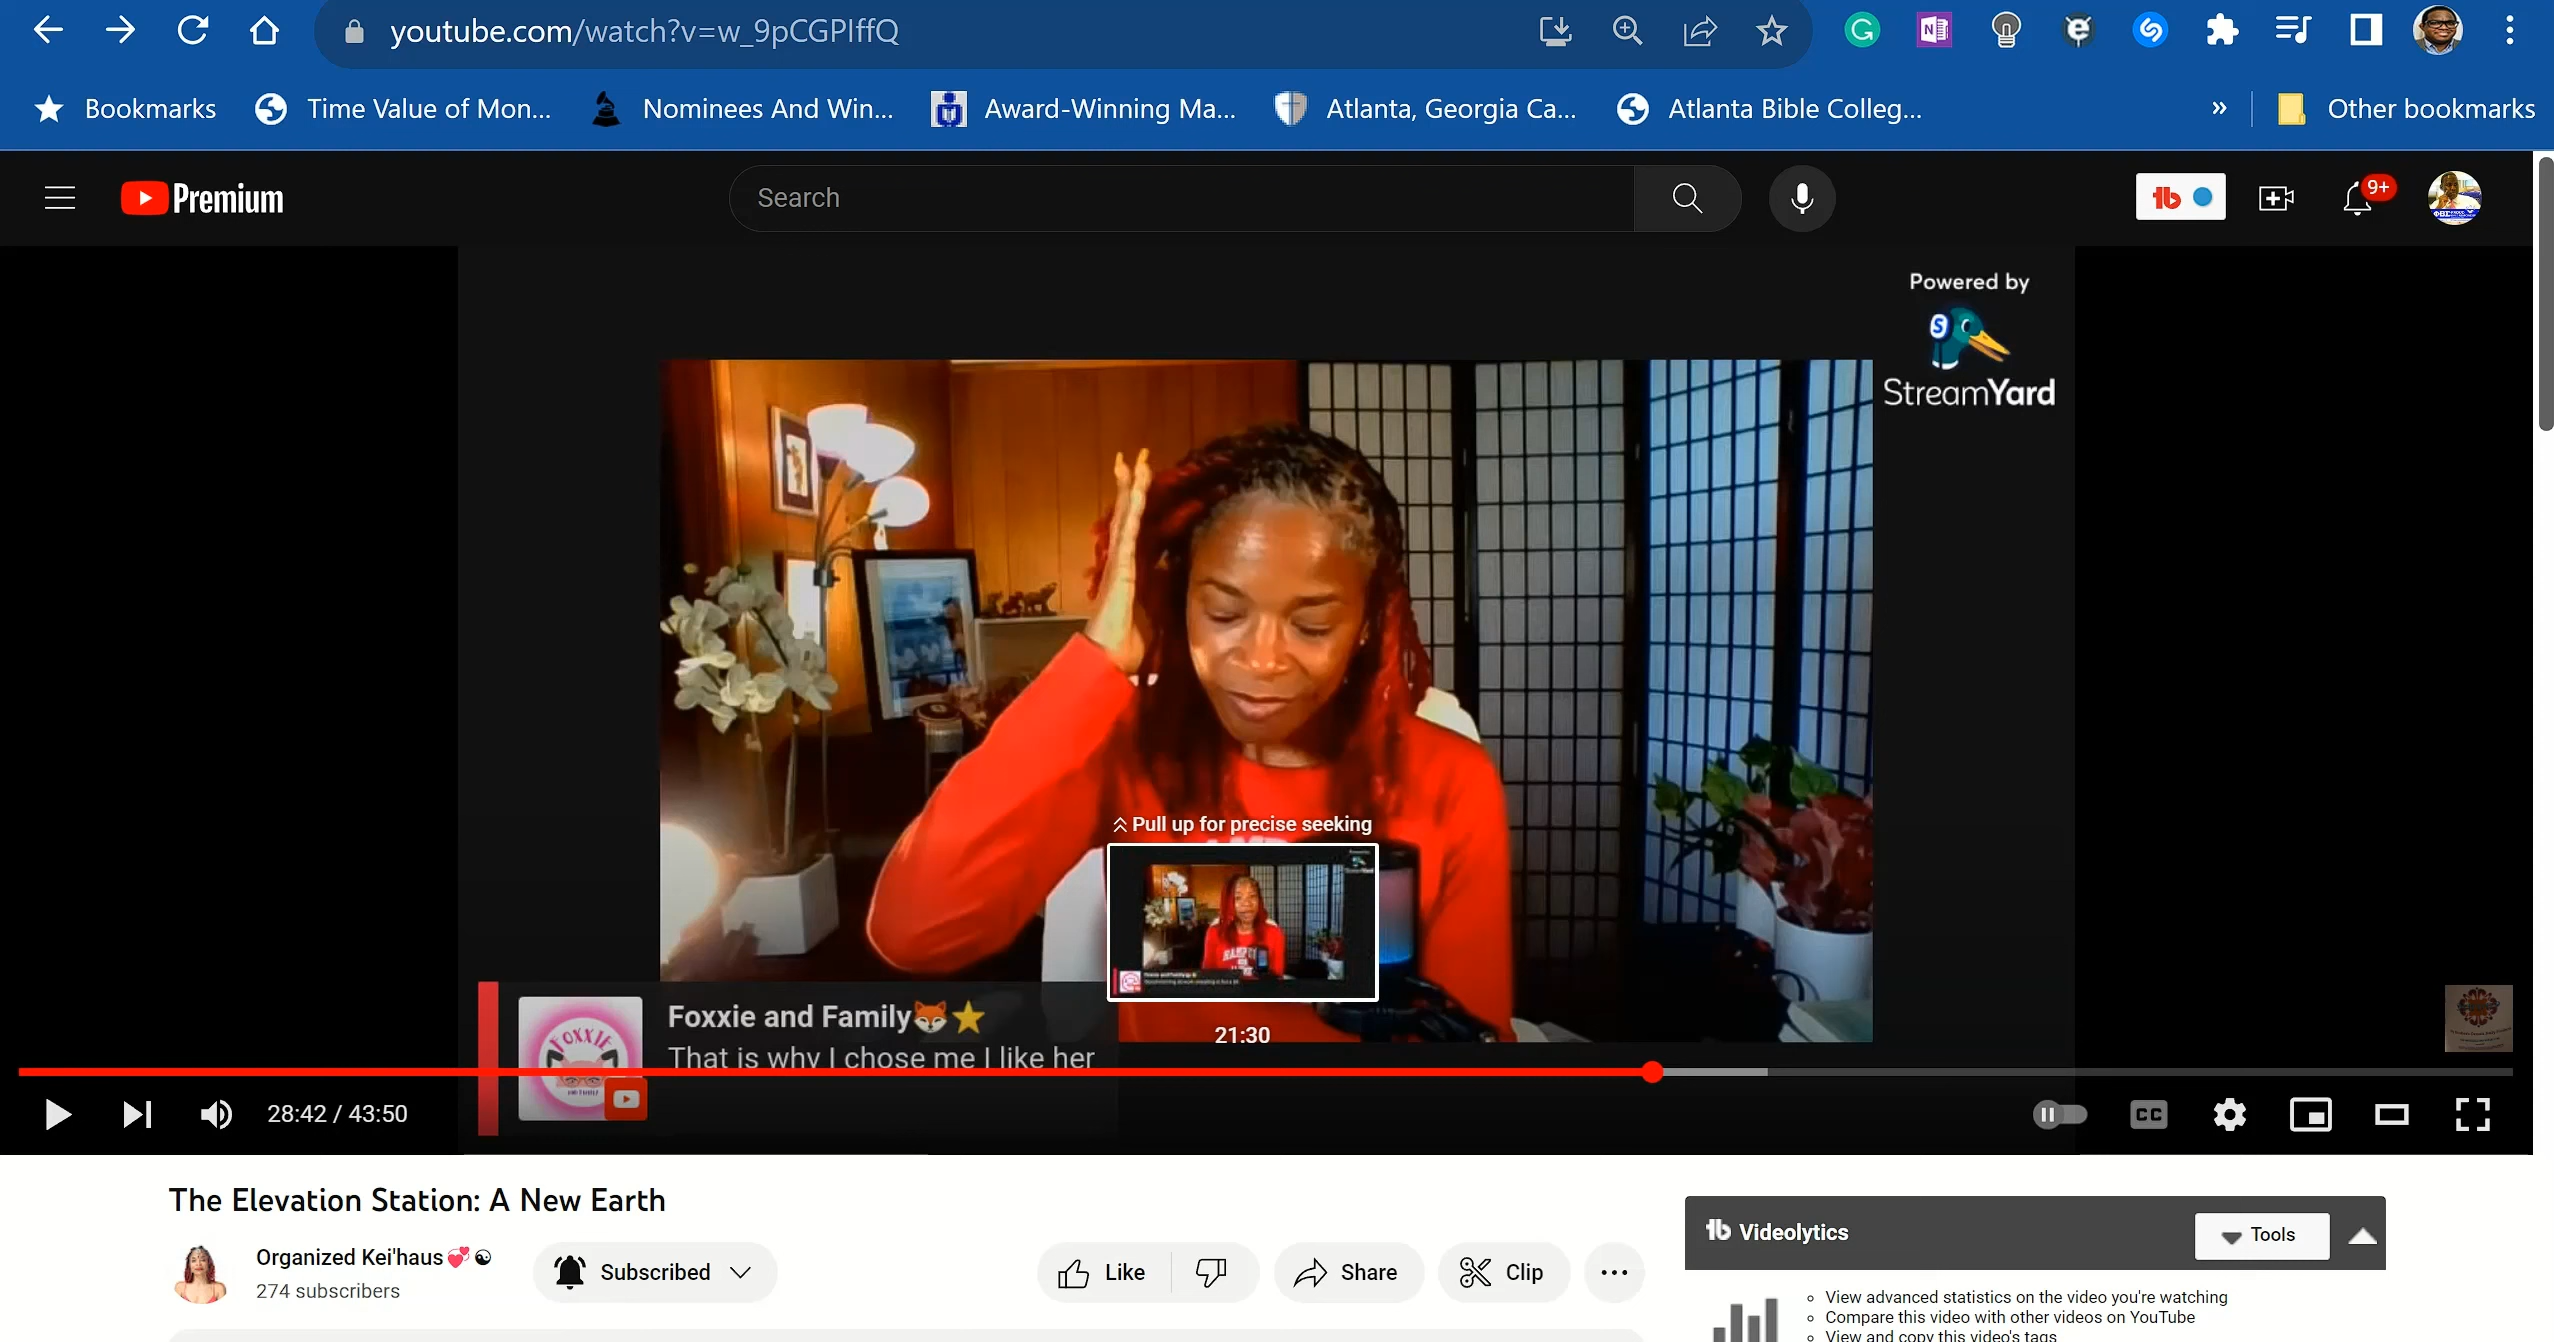 youtube.com/watch?v=w_9pCGPIffQ
Bookmarks
Time Value of Mon...
Nominees And Win...
Award-Winning Ma...
Atlanta, Georgia Ca...
Atlanta Bible Colleg...
»
Other bookmarks
Premium
Search
9+
Powered by
StreamYard
Pull up for precise seeking
FOXXIE
Foxxie and Family🦊⭐
That is why I chose me I like her
21:30
28:42 / 43:50
CC
The Elevation Station: A New Earth
Organized Kei'haus💞☯
274 subscribers
Subscribed
Like
Share
Clip
Videolytics
Tools
View advanced statistics on the video you're watching
Compare this video with other videos on YouTube
View and copy this video's tags